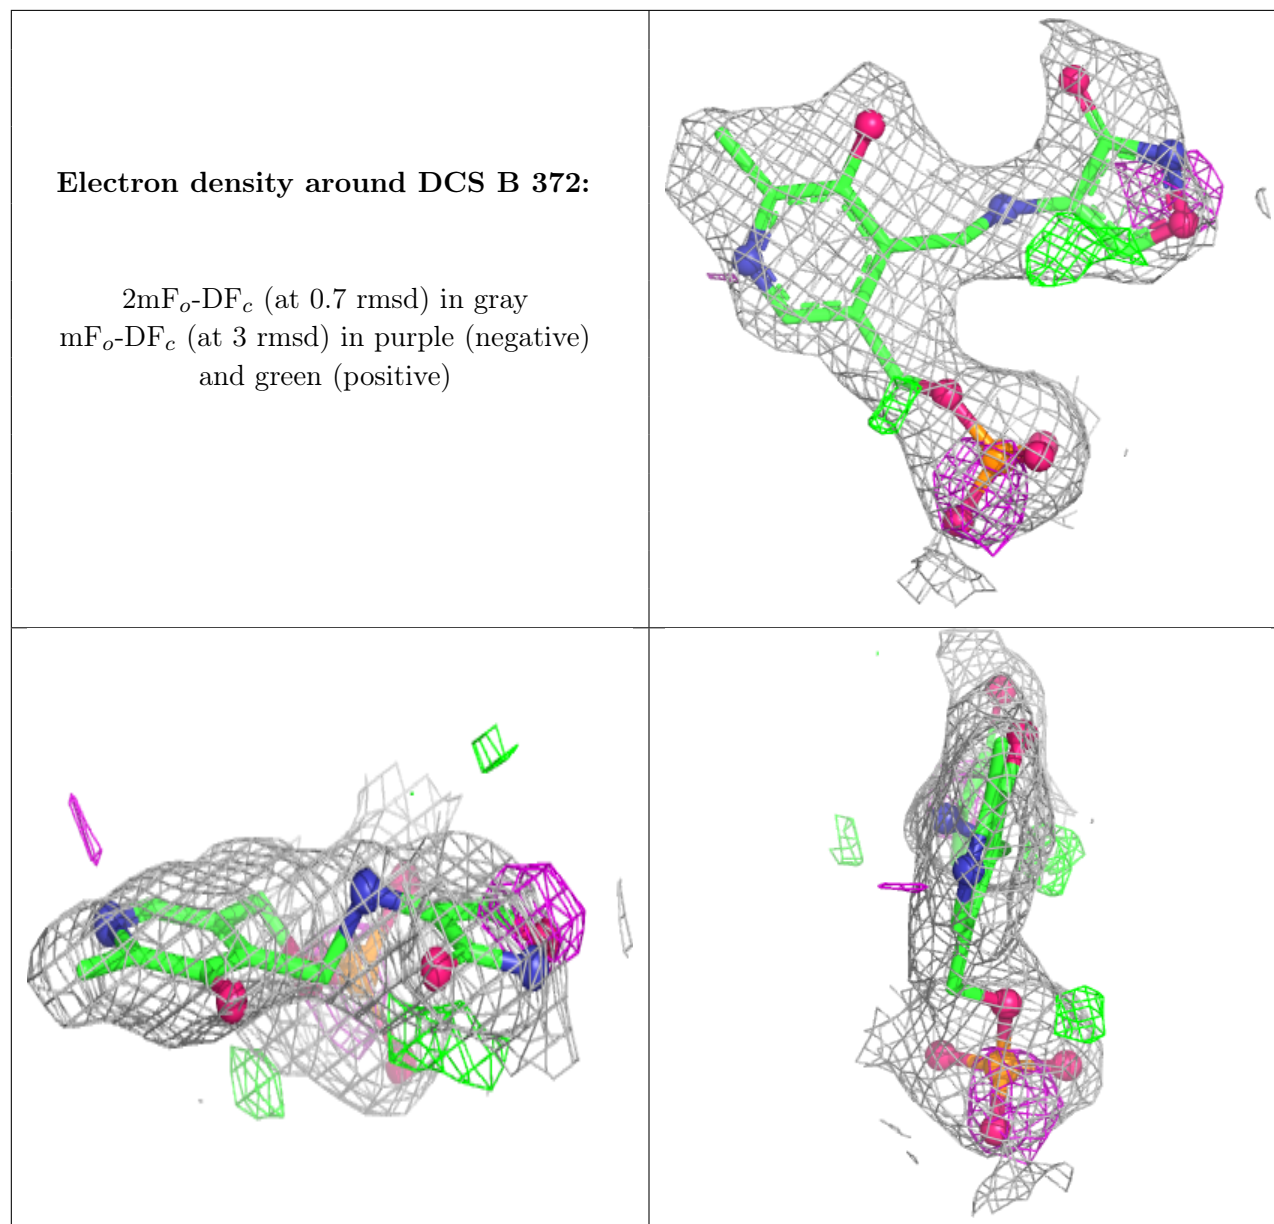 Electron density around DCS B 372:
2mFo-DFc (at 0.7 rmsd) in gray
mFo-DFc (at 3 rmsd) in purple (negative)
and green (positive)